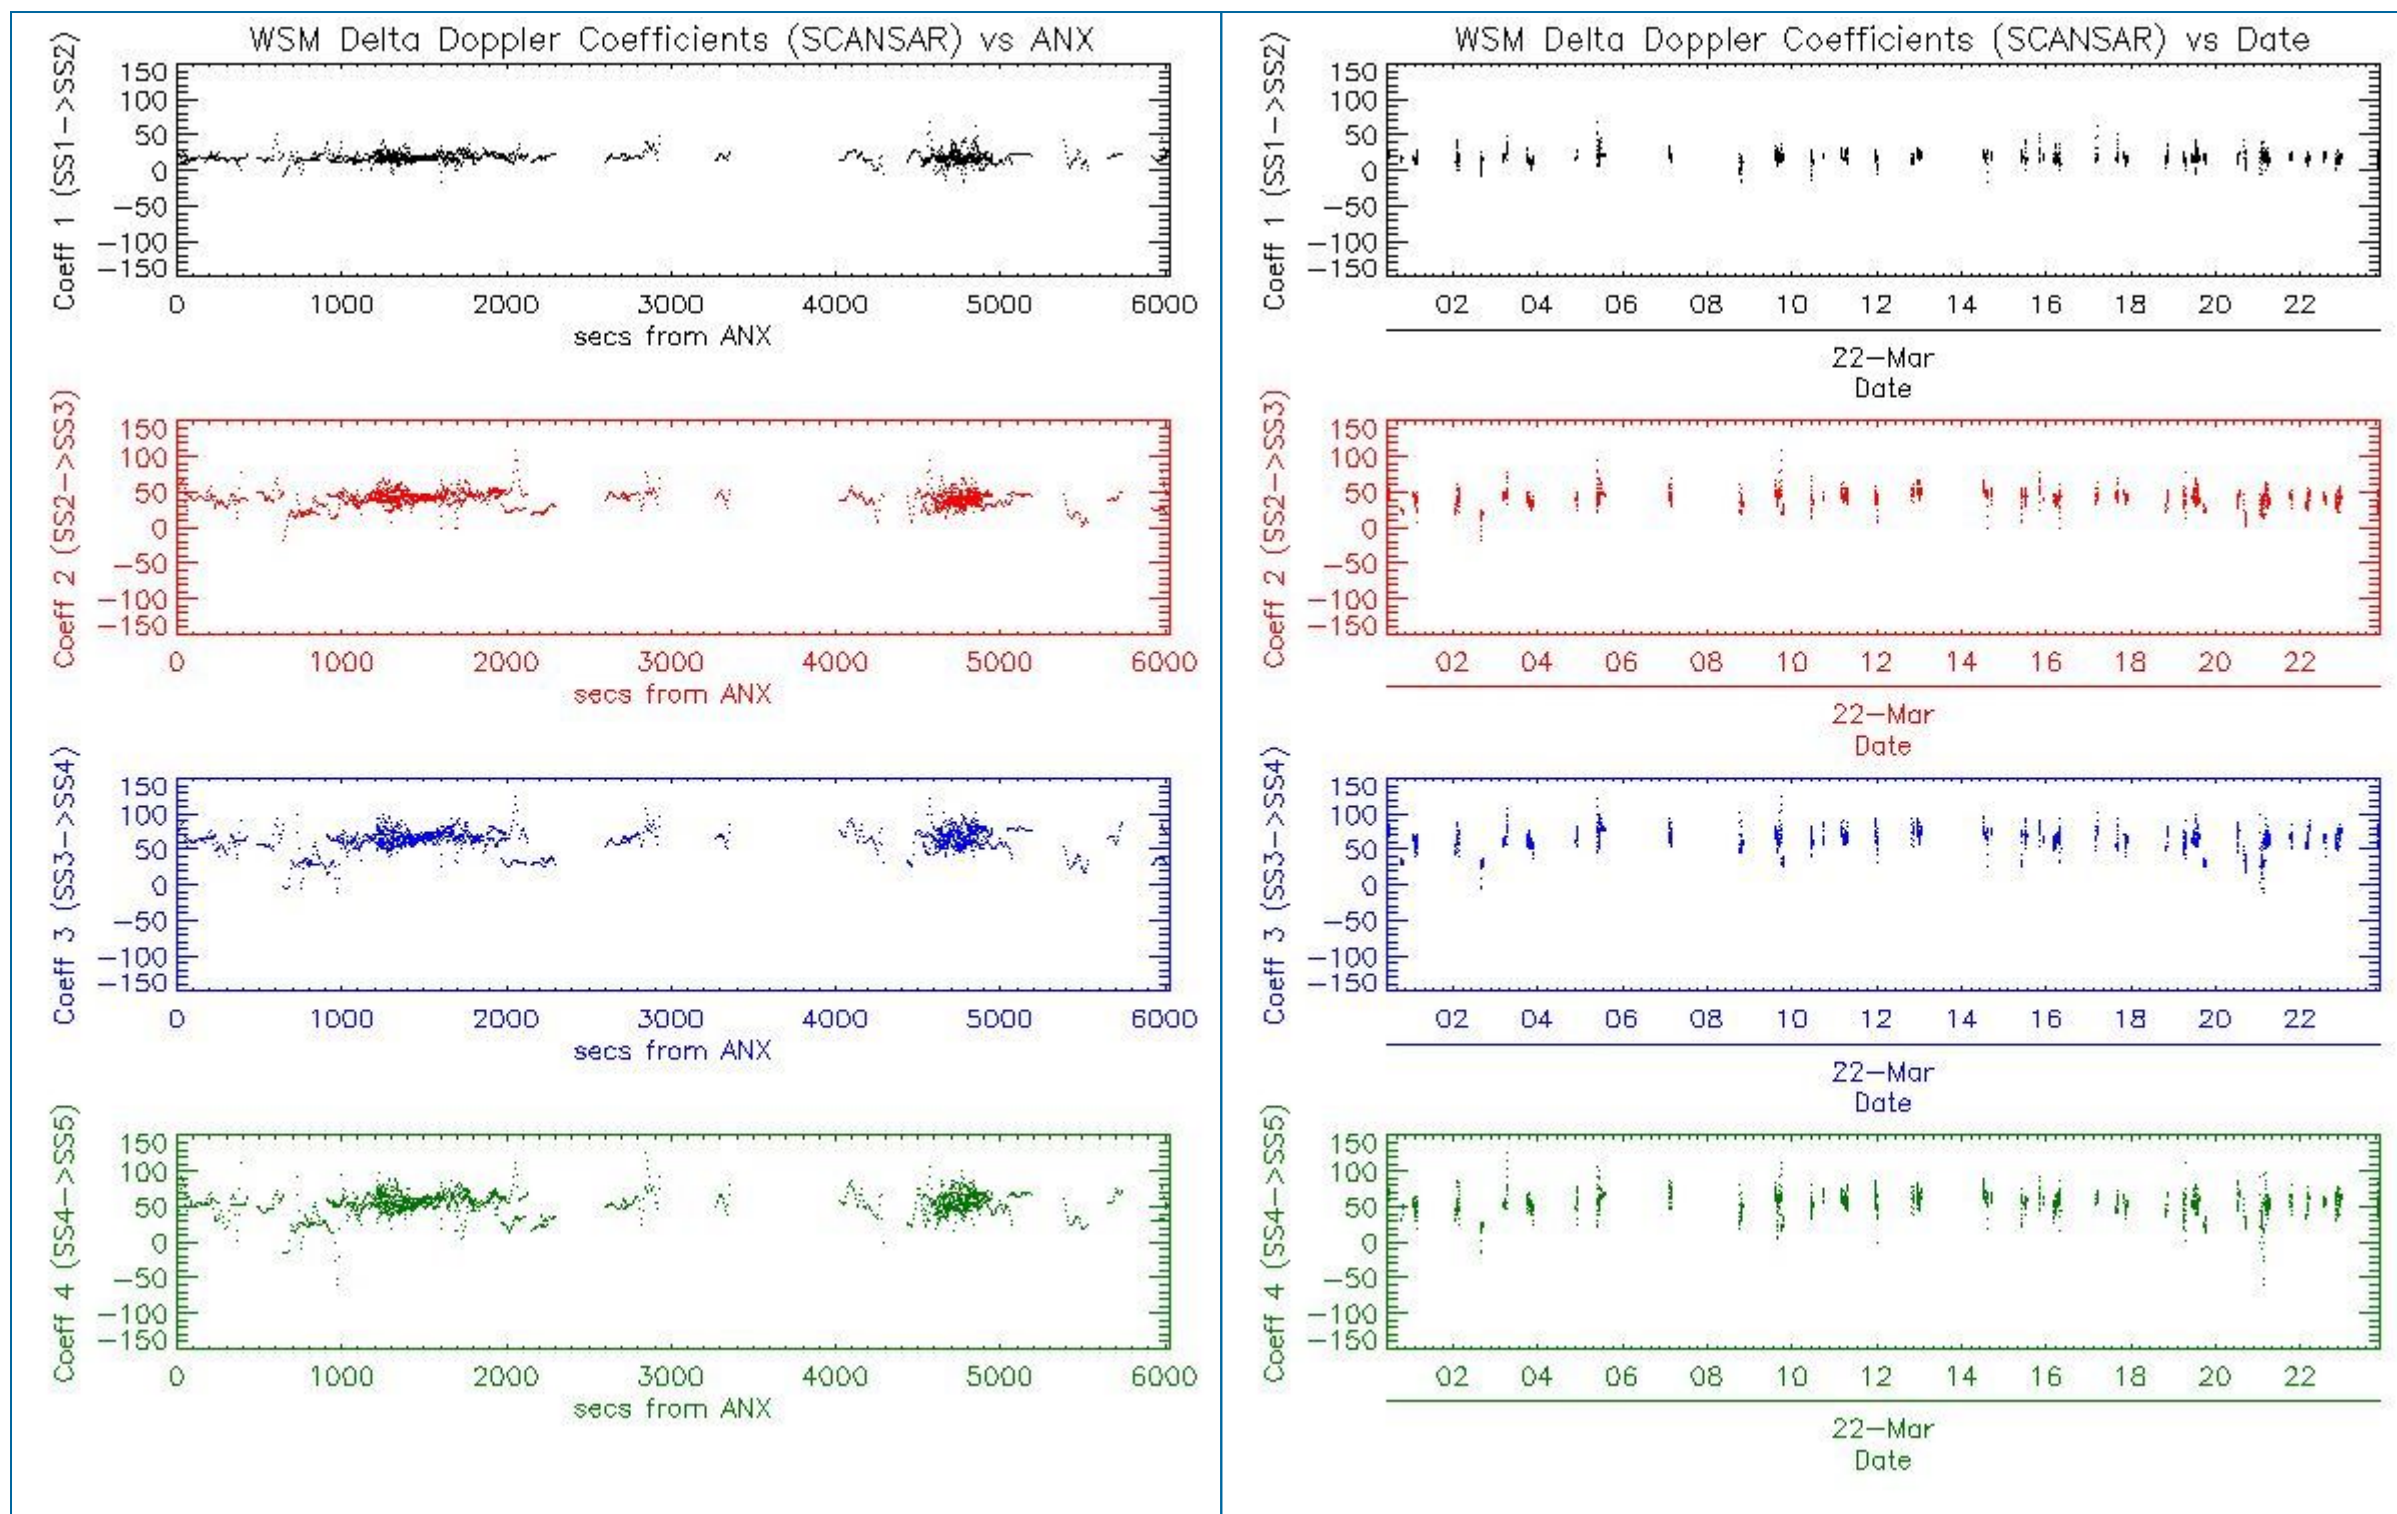 WSM Delta Doppler Coefficients (SCANSAR) vs ANX
Coeff 1 (SS1->SS2)
150
100
50
0
-50
-100
-150
0 1000 2000 3000 4000 5000 6000
secs from ANX
Coeff 2 (SS2->SS3)
150
100
50
0
-50
-100
-150
0 1000 2000 3000 4000 5000 6000
secs from ANX
Coeff 3 (SS3->SS4)
150
100
50
0
-50
-100
-150
0 1000 2000 3000 4000 5000 6000
secs from ANX
Coeff 4 (SS4->SS5)
150
100
50
0
-50
-100
-150
0 1000 2000 3000 4000 5000 6000
secs from ANX
WSM Delta Doppler Coefficients (SCANSAR) vs Date
Coeff 1 (SS1->SS2)
150
100
50
0
-50
-100
-150
02 04 06 08 10 12 14 16 18 20 22
22-Mar
Date
Coeff 2 (SS2->SS3)
150
100
50
0
-50
-100
-150
02 04 06 08 10 12 14 16 18 20 22
22-Mar
Date
Coeff 3 (SS3->SS4)
150
100
50
0
-50
-100
-150
02 04 06 08 10 12 14 16 18 20 22
22-Mar
Date
Coeff 4 (SS4->SS5)
150
100
50
0
-50
-100
-150
02 04 06 08 10 12 14 16 18 20 22
22-Mar
Date